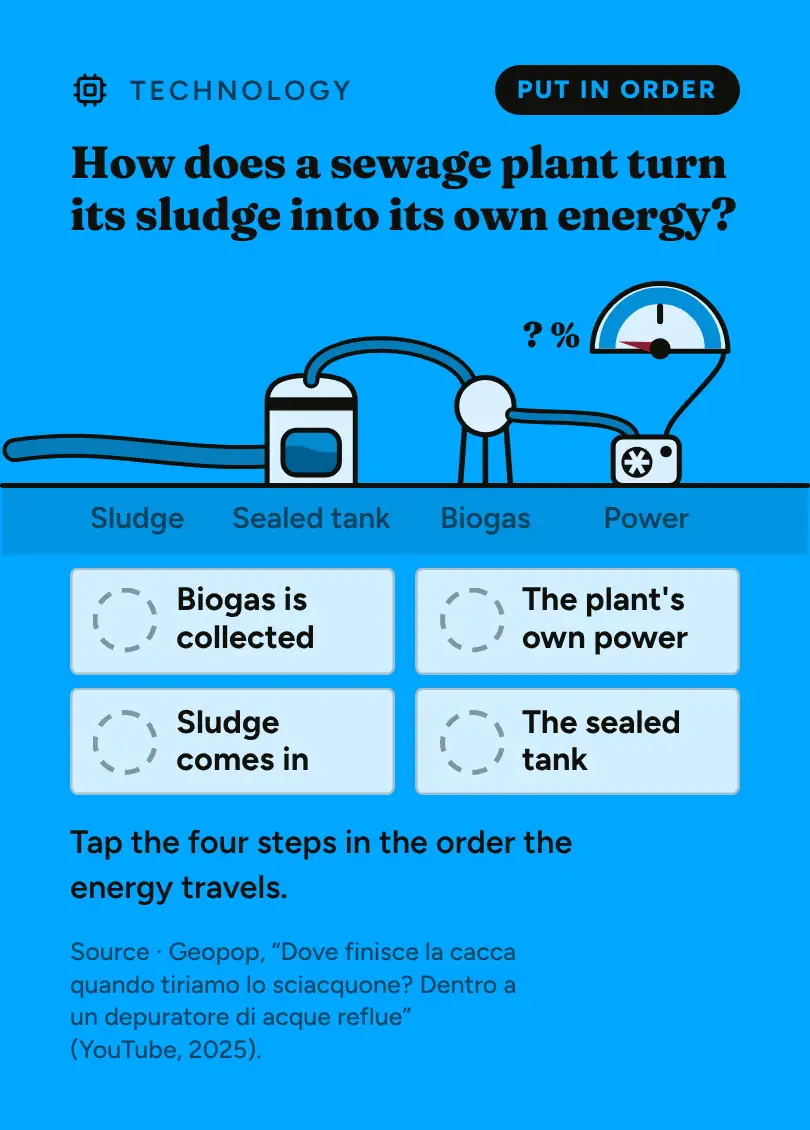 TECHNOLOGY
PUT IN ORDER
How does a sewage plant turn
its sludge into its own energy?
? %
Sludge
Sealed tank
Biogas
Power
Biogas is
collected
The plant's
own power
Sludge
comes in
The sealed
tank
Tap the four steps in the order the
energy travels.
Source · Geopop, “Dove finisce la cacca
quando tiriamo lo sciacquone? Dentro a
un depuratore di acque reflue”
(YouTube, 2025).